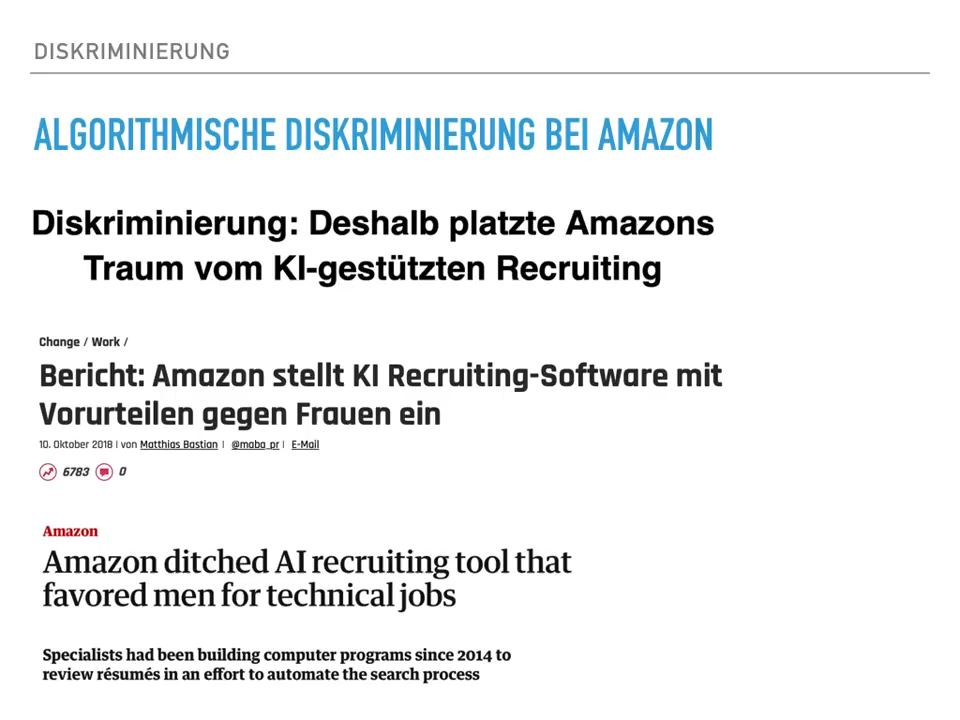 DISKRIMINIERUNG
ALGORITHMISCHE DISKRIMINIERUNG BEI AMAZON
Diskriminierung: Deshalb platzte Amazons
Traum vom KI-gestützten Recruiting
Change / Work /
Bericht: Amazon stellt KI Recruiting-Software mit
Vorurteilen gegen Frauen ein
10. Oktober 2018 | von Matthias Bastian | @maba_pr | E-Mail
6783 0
Amazon
Amazon ditched AI recruiting tool that
favored men for technical jobs
Specialists had been building computer programs since 2014 to
review résumés in an effort to automate the search process